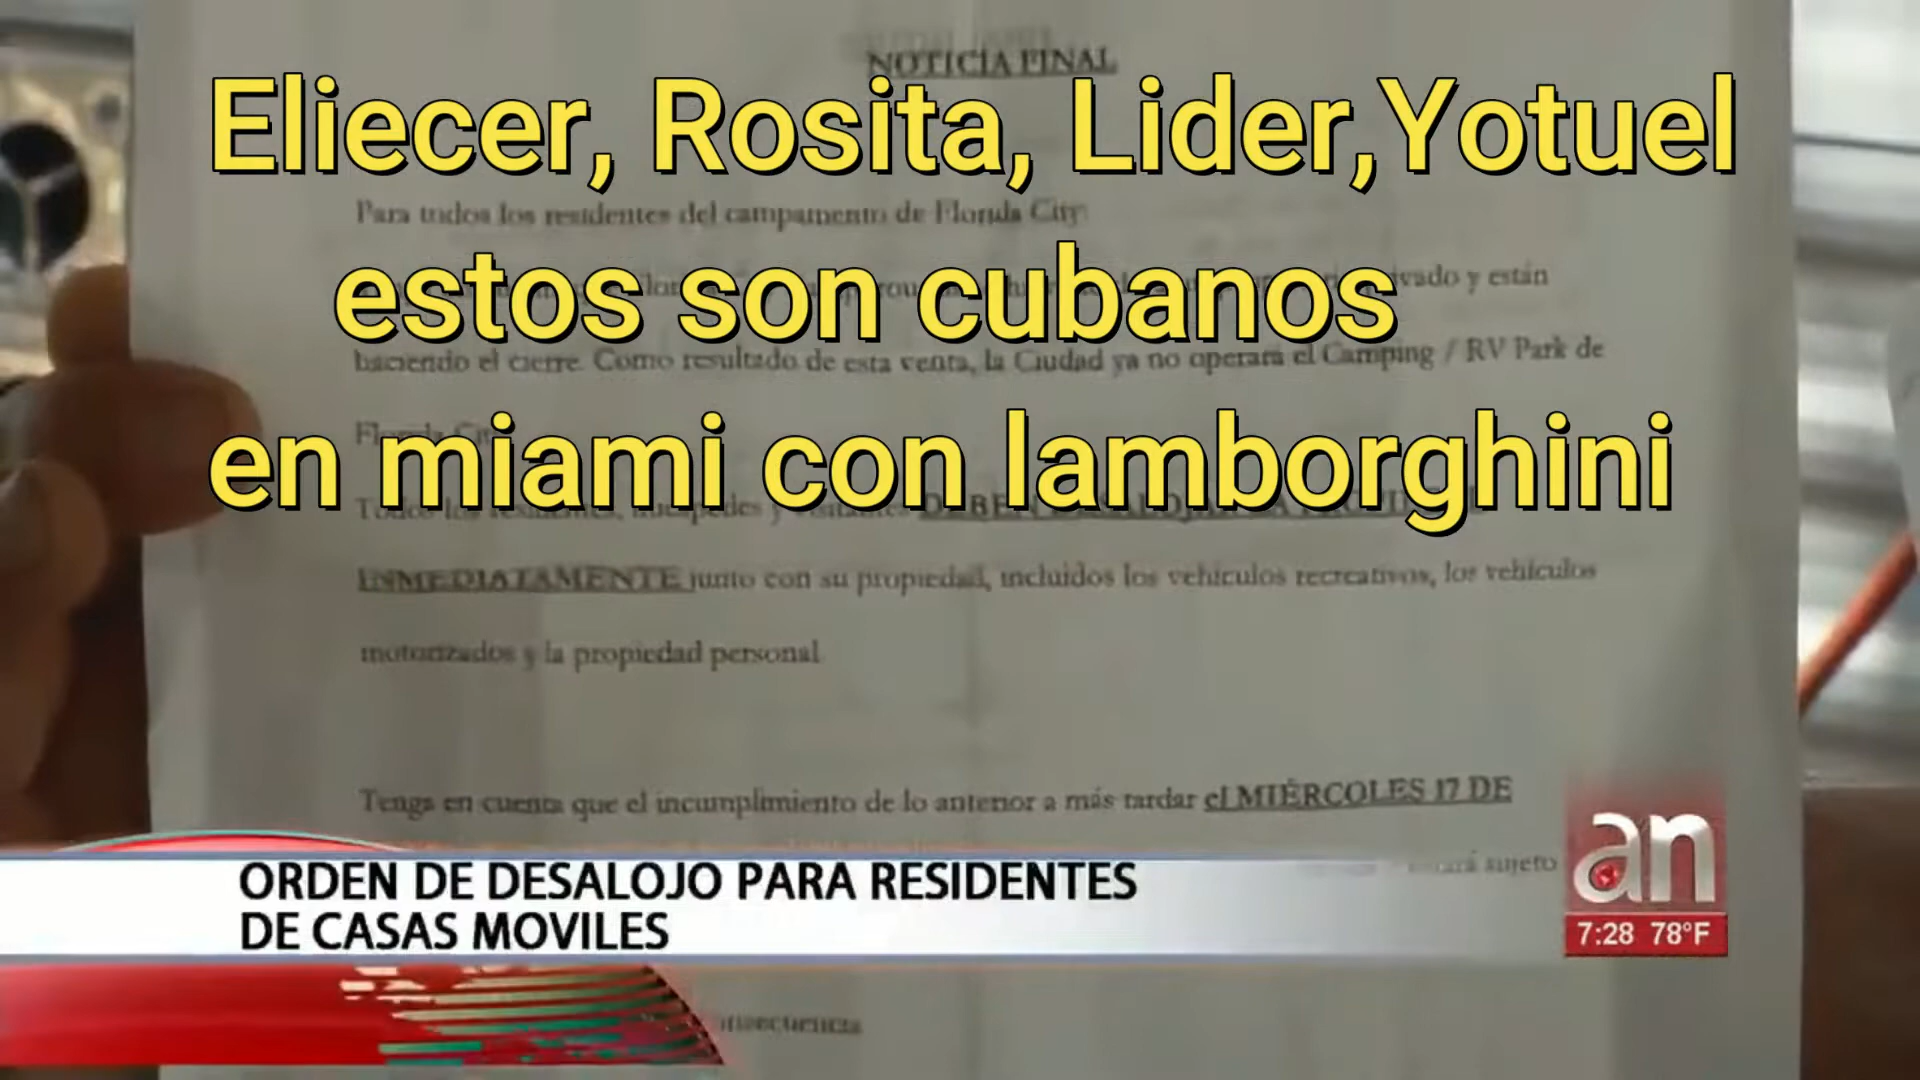 NOTICIA FINAL
Eliecer, Rosita, Lider,Yotuel
Para todos los residentes del campamento de Florida City:
estos son cubanos
vado y están
haciendo el cierre. Como resultado de esta venta, la Ciudad ya no operará el Camping / RV Park de
en miami con lamborghini
INMEDIATAMENTE junto con su propiedad, incluidos los vehículos recreativos, los vehículos
motorizados y la propiedad personal
Tenga en cuenta que el incumplimiento de lo anterior a más tardar el MIÉRCOLES 17 DE
sujeto
ORDEN DE DESALOJO PARA RESIDENTES
DE CASAS MOVILES
an
7:28 78°F